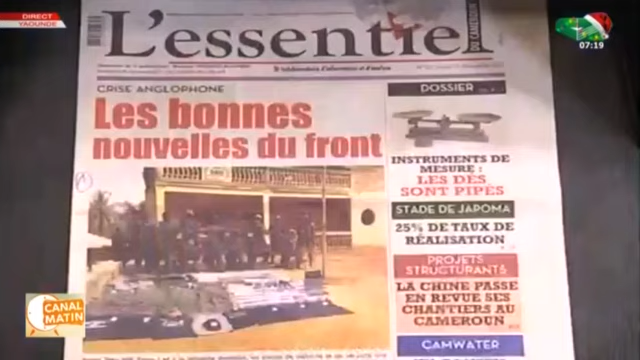 DIRECT
YAOUNDE
07:19
L'essentiel
DU CAMEROUN
CRISE ANGLOPHONE
Les bonnes
nouvelles du front
DOSSIER
INSTRUMENTS DE
MESURE :
LES DÉS
SONT PIPÉS
STADE DE JAPOMA
25% DE TAUX DE
RÉALISATION
PROJETS
STRUCTURANTS
LA CHINE PASSE
EN REVUE SES
CHANTIERS AU
CAMEROUN
CAMWATER
CANAL
MATIN